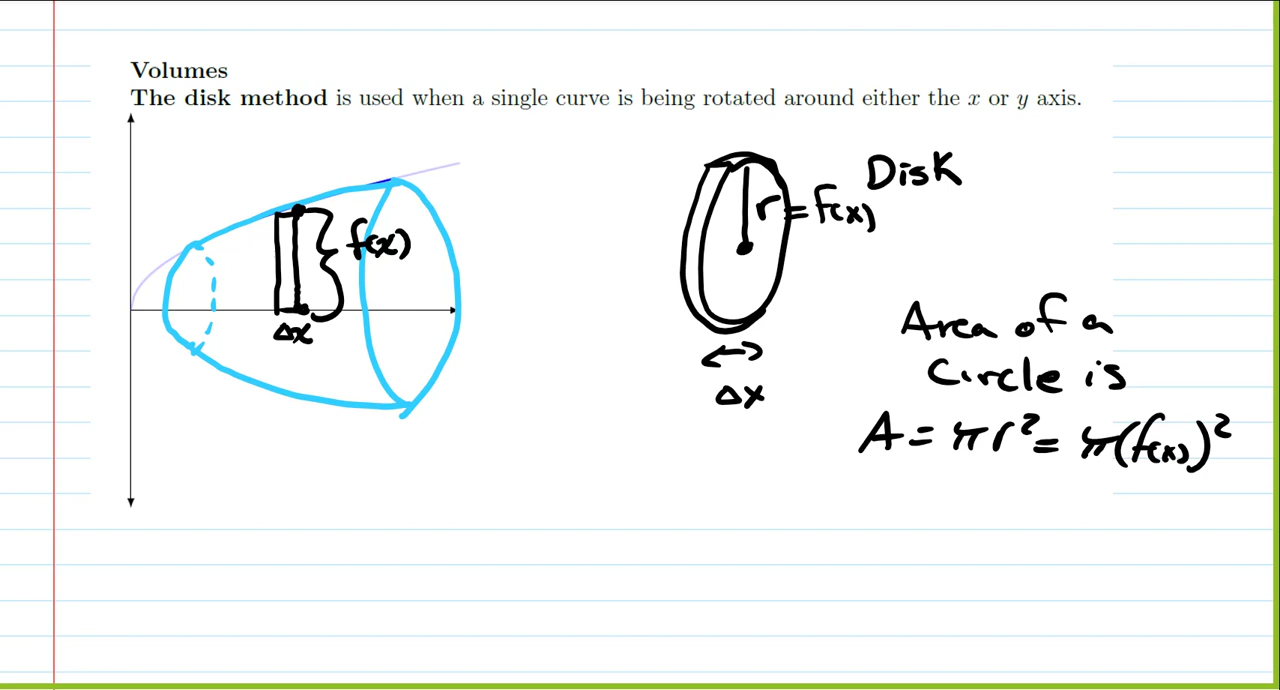 Volumes
The disk method is used when a single curve is being rotated around either the x or y axis.
f(x)
Δx
Disk
r = f(x)
Δx
Area of a
Circle is
A = πr² = π(f(x))²